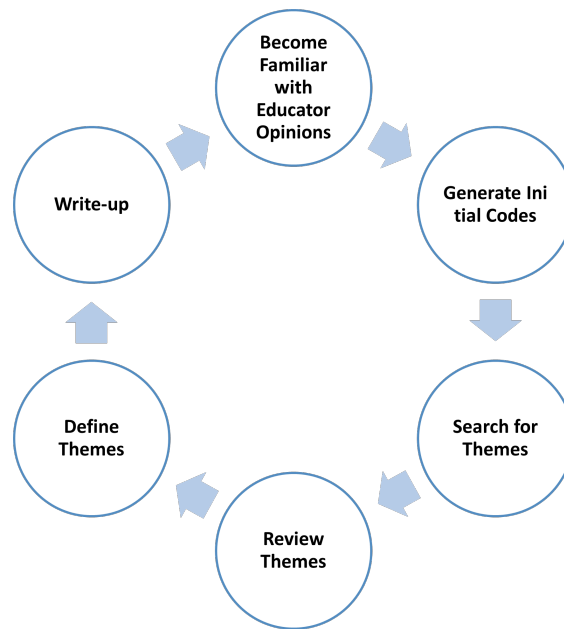 Become
Familiar
with
Educator
Opinions
Generate Ini
tial Codes
Search for
Themes
Review
Themes
Define
Themes
Write-up